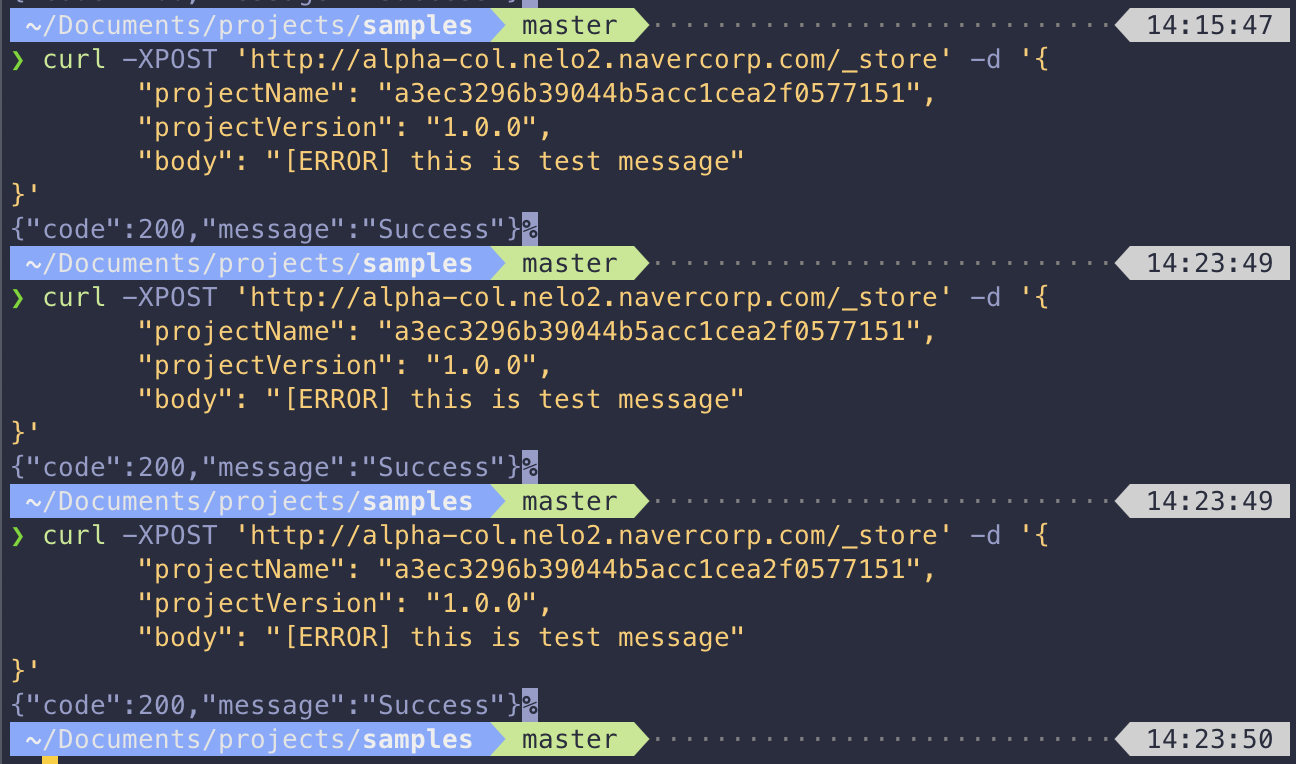 ~/Documents/projects/samples master 14:15:47
❯ curl -XPOST 'http://alpha-col.nelo2.navercorp.com/_store' -d '{
        "projectName": "a3ec3296b39044b5acc1cea2f0577151",
        "projectVersion": "1.0.0",
        "body": "[ERROR] this is test message"
}'
{"code":200,"message":"Success"}%
~/Documents/projects/samples master 14:23:49
❯ curl -XPOST 'http://alpha-col.nelo2.navercorp.com/_store' -d '{
        "projectName": "a3ec3296b39044b5acc1cea2f0577151",
        "projectVersion": "1.0.0",
        "body": "[ERROR] this is test message"
}'
{"code":200,"message":"Success"}%
~/Documents/projects/samples master 14:23:49
❯ curl -XPOST 'http://alpha-col.nelo2.navercorp.com/_store' -d '{
        "projectName": "a3ec3296b39044b5acc1cea2f0577151",
        "projectVersion": "1.0.0",
        "body": "[ERROR] this is test message"
}'
{"code":200,"message":"Success"}%
~/Documents/projects/samples master 14:23:50